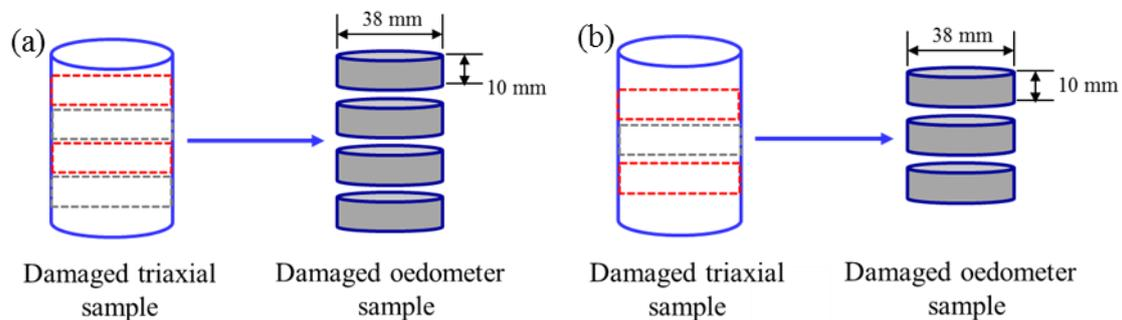 (a)
38 mm
10 mm
Damaged triaxial
sample
Damaged oedometer
sample
(b)
38 mm
10 mm
Damaged triaxial
sample
Damaged oedometer
sample